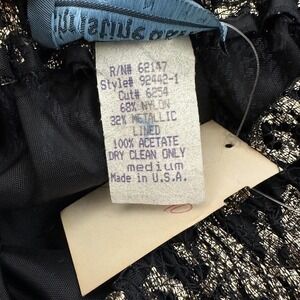 R/N# 62147
Style# 92442-1
Cut# 6254
68% NYLON
32% METALLIC
LINED
100% ACETATE
DRY CLEAN ONLY
medium
Made in U.S.A.